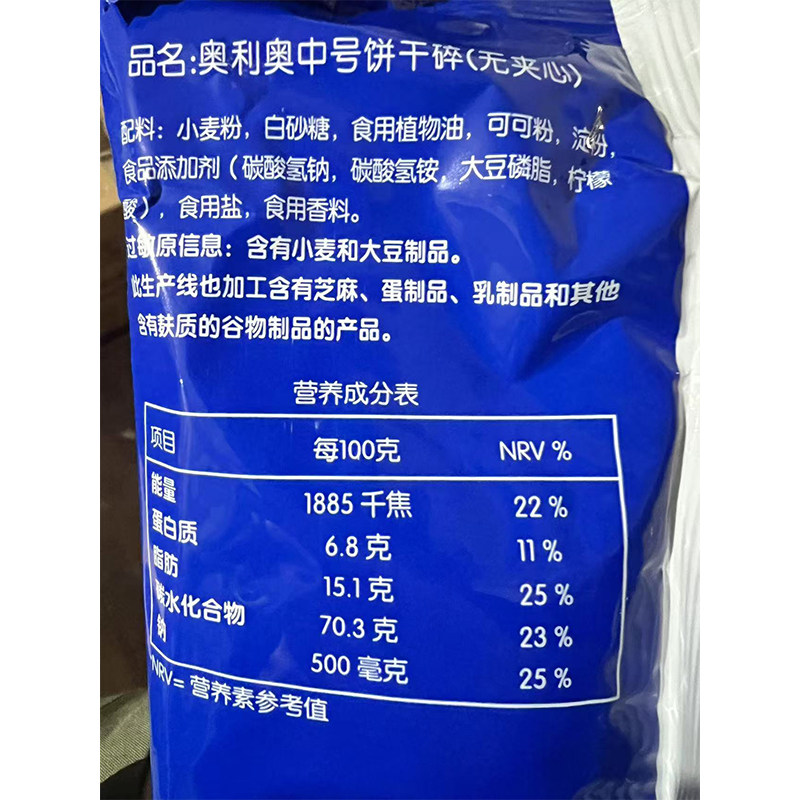 品名:奥利奥中号饼干碎(无夹心)
配料：小麦粉，白砂糖，食用植物油，可可粉，淀粉，
食品添加剂（碳酸氢钠，碳酸氢铵，大豆磷脂，柠檬
酸），食用盐，食用香料。
过敏原信息：含有小麦和大豆制品。
此生产线也加工含有芝麻、蛋制品、乳制品和其他
含有麸质的谷物制品的产品。
营养成分表
项目 每100克 NRV %
能量 1885 千焦 22 %
蛋白质 6.8 克 11 %
脂肪 15.1 克 25 %
碳水化合物 70.3 克 23 %
钠 500 毫克 25 %
*NRV= 营养素参考值